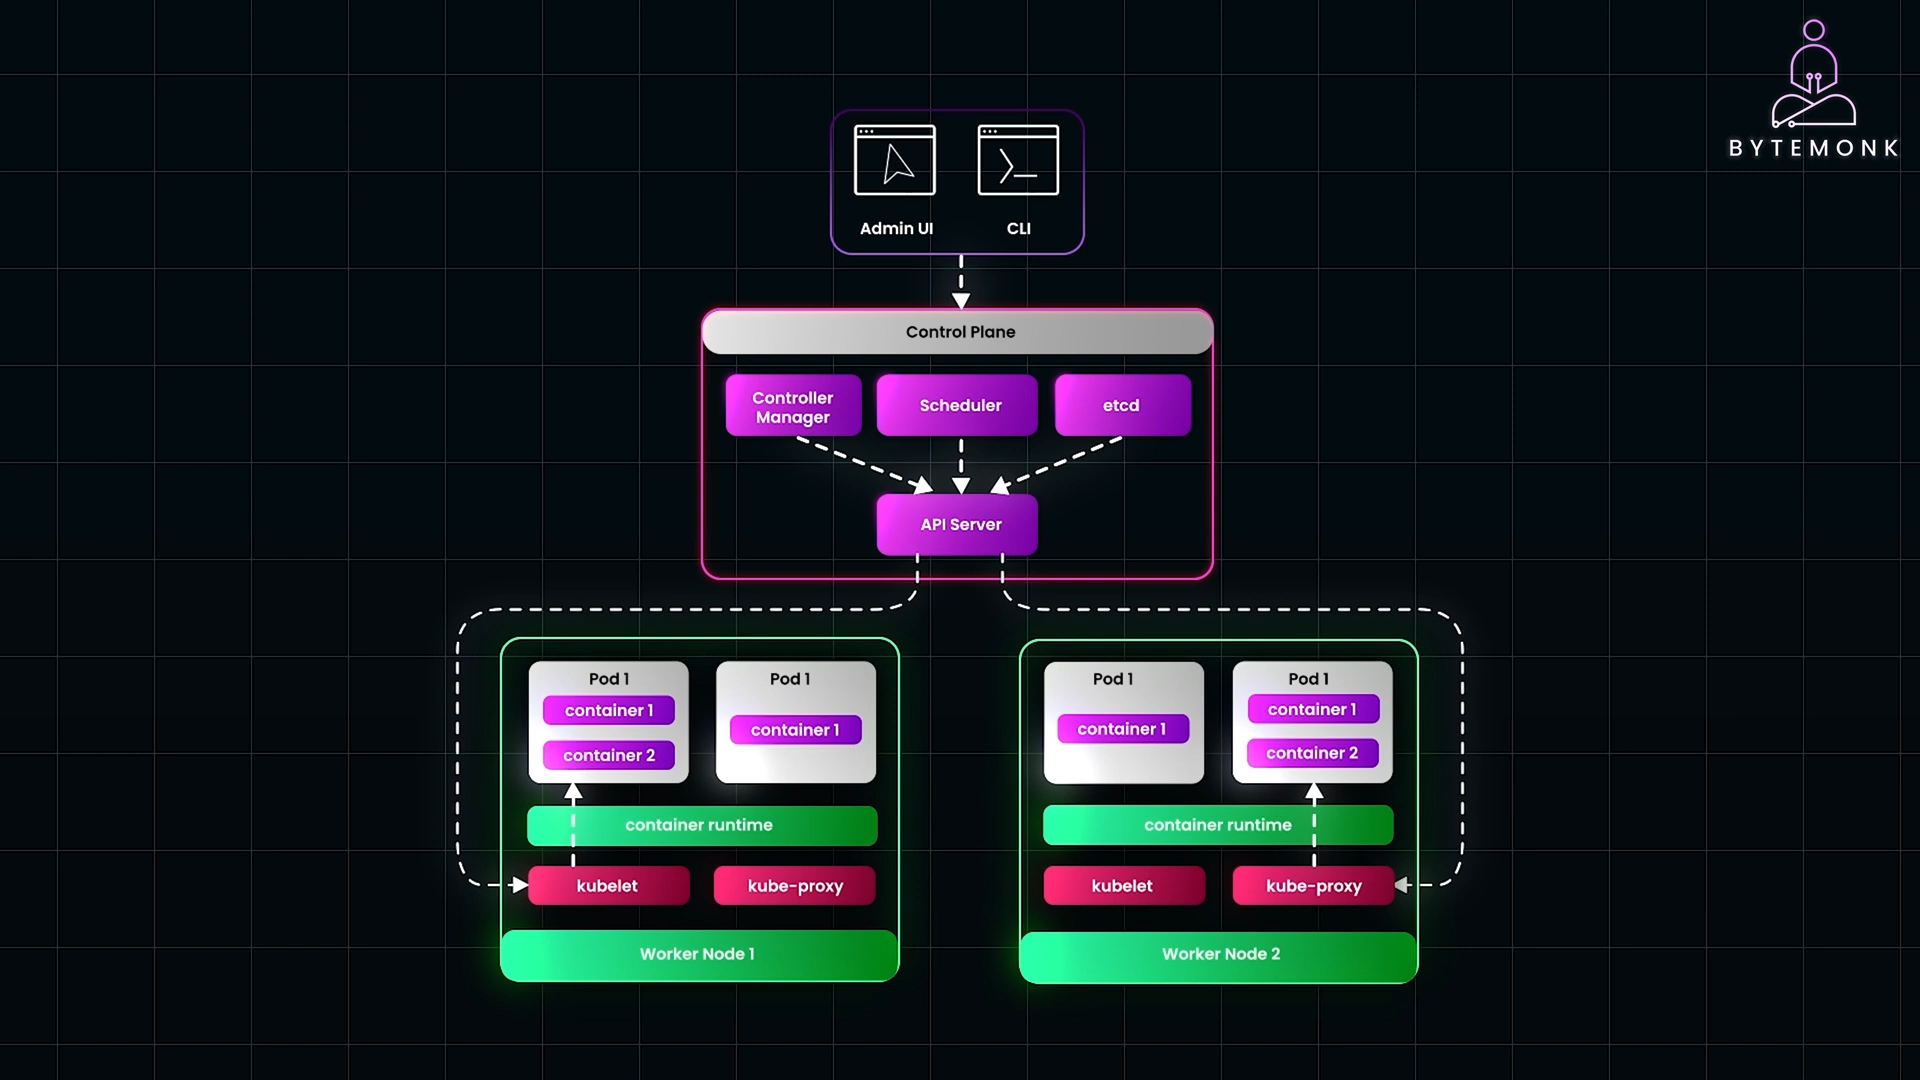 BYTEMONK
Admin UI
CLI
Control Plane
Controller
Manager
Scheduler
etcd
API Server
Pod 1
container 1
container 2
Pod 1
container 1
container runtime
kubelet
kube-proxy
Worker Node 1
Pod 1
container 1
Pod 1
container 1
container 2
container runtime
kubelet
kube-proxy
Worker Node 2